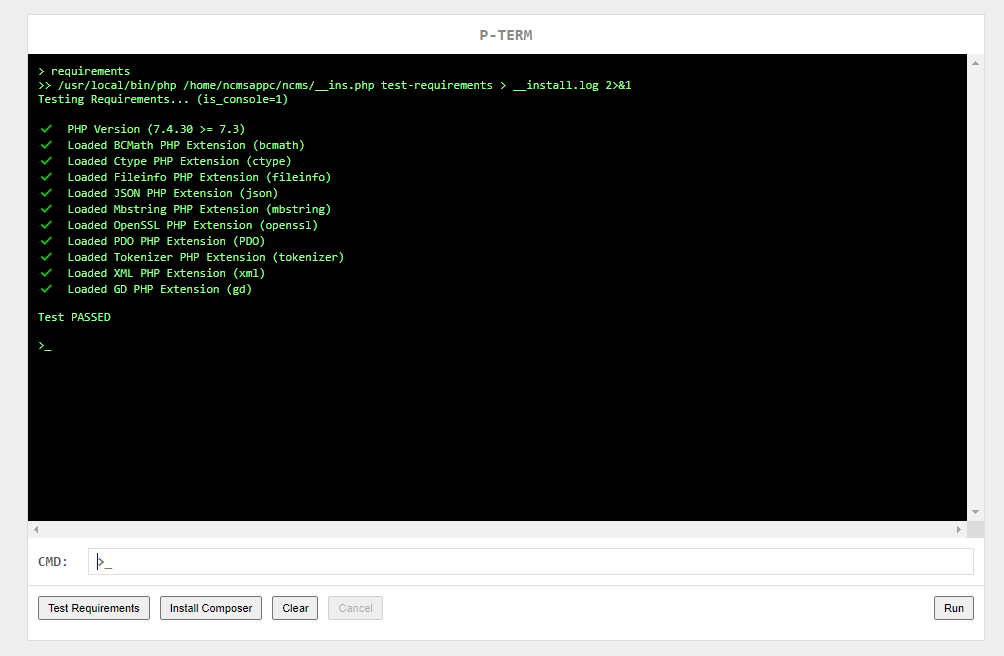 P-TERM
> requirements
>> /usr/local/bin/php /home/ncmsappc/ncms/__ins.php test-requirements > __install.log 2>&1
Testing Requirements... (is_console=1)
✓ PHP Version (7.4.30 >= 7.3)
✓ Loaded BCMath PHP Extension (bcmath)
✓ Loaded Ctype PHP Extension (ctype)
✓ Loaded Fileinfo PHP Extension (fileinfo)
✓ Loaded JSON PHP Extension (json)
✓ Loaded Mbstring PHP Extension (mbstring)
✓ Loaded OpenSSL PHP Extension (openssl)
✓ Loaded PDO PHP Extension (PDO)
✓ Loaded Tokenizer PHP Extension (tokenizer)
✓ Loaded XML PHP Extension (xml)
✓ Loaded GD PHP Extension (gd)
Test PASSED
>_
CMD: >_
Test Requirements Install Composer Clear Cancel Run